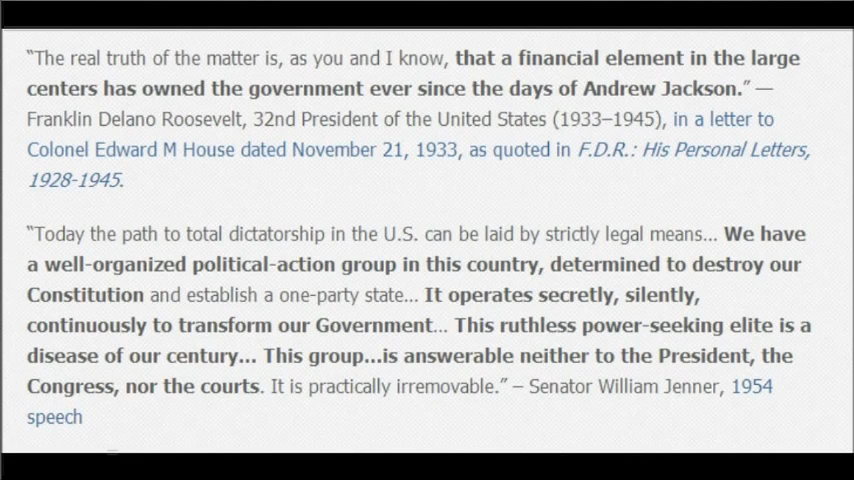 “The real truth of the matter is, as you and I know, that a financial element in the large
centers has owned the government ever since the days of Andrew Jackson.” —
Franklin Delano Roosevelt, 32nd President of the United States (1933–1945), in a letter to
Colonel Edward M House dated November 21, 1933, as quoted in F.D.R.: His Personal Letters,
1928-1945.
“Today the path to total dictatorship in the U.S. can be laid by strictly legal means… We have
a well-organized political-action group in this country, determined to destroy our
Constitution and establish a one-party state… It operates secretly, silently,
continuously to transform our Government… This ruthless power-seeking elite is a
disease of our century… This group…is answerable neither to the President, the
Congress, nor the courts. It is practically irremovable.” – Senator William Jenner, 1954
speech